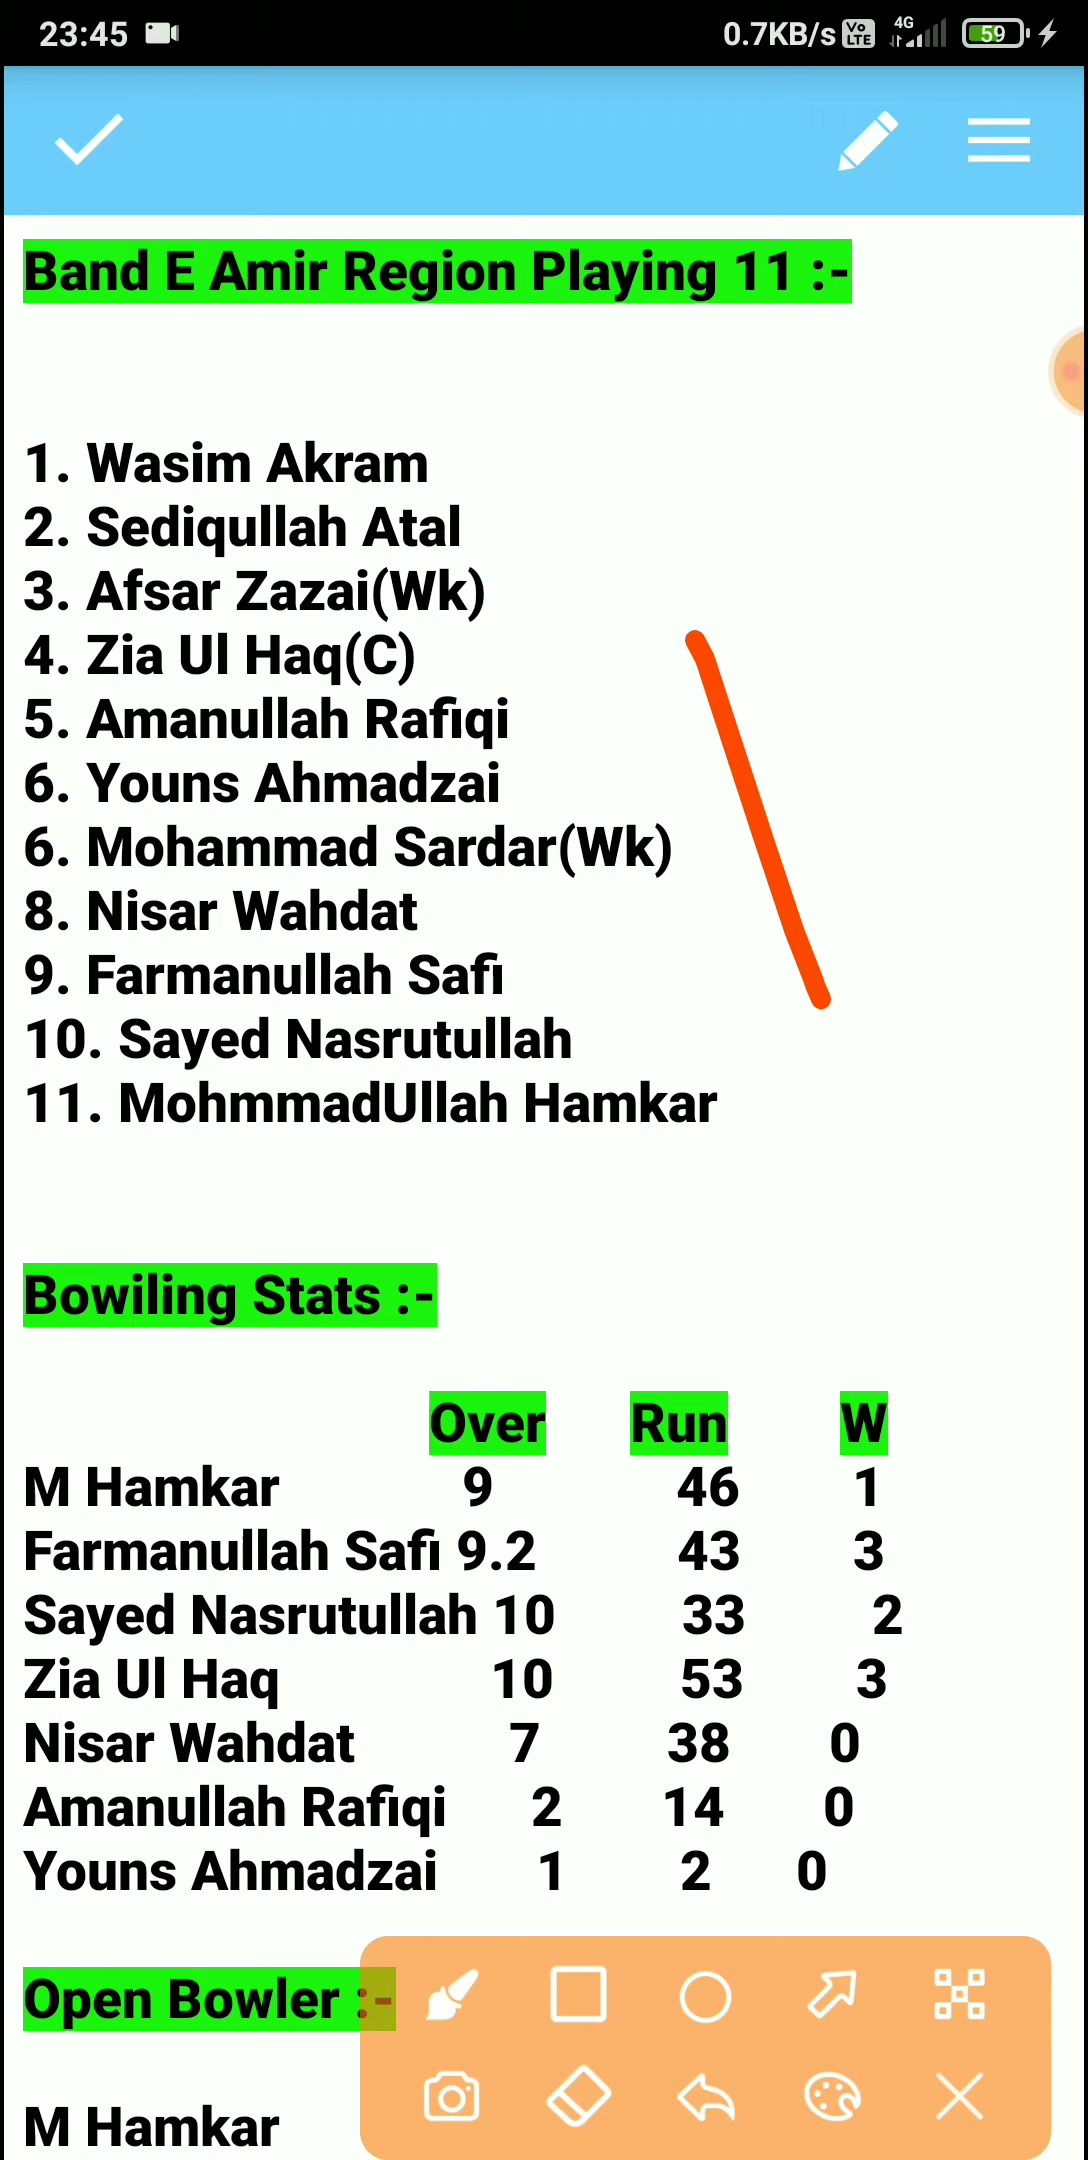 23:45 0.7KB/s Vo LTE 4G 59
Band E Amir Region Playing 11 :-
1. Wasim Akram
2. Sediqullah Atal
3. Afsar Zazai(Wk)
4. Zia Ul Haq(C)
5. Amanullah Rafiqi
6. Youns Ahmadzai
6. Mohammad Sardar(Wk)
8. Nisar Wahdat
9. Farmanullah Safi
10. Sayed Nasrutullah
11. MohmmadUllah Hamkar
Bowiling Stats :-
Over Run W
M Hamkar 9 46 1
Farmanullah Safi 9.2 43 3
Sayed Nasrutullah 10 33 2
Zia Ul Haq 10 53 3
Nisar Wahdat 7 38 0
Amanullah Rafiqi 2 14 0
Youns Ahmadzai 1 2 0
Open Bowler :-
M Hamkar